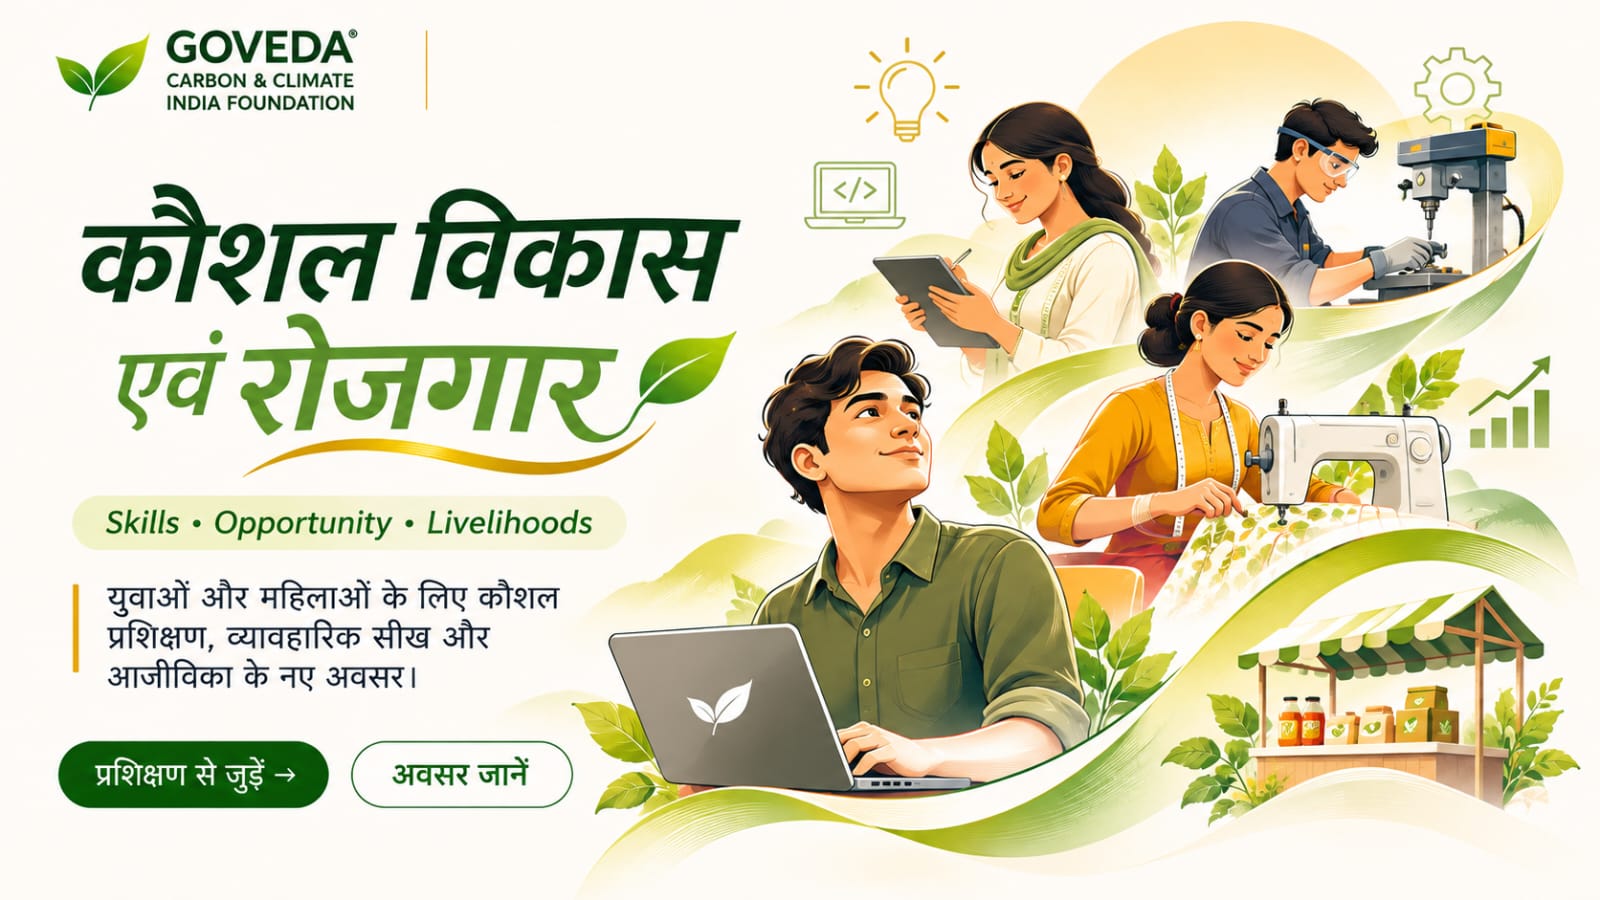 GOVEDA®
CARBON & CLIMATE
INDIA FOUNDATION
</>
कौशल विकास
एवं रोजगार
Skills • Opportunity • Livelihoods
युवाओं और महिलाओं के लिए कौशल
प्रशिक्षण, व्यावहारिक सीख और
आजीविका के नए अवसर।
प्रशिक्षण से जुड़ें →
अवसर जानें